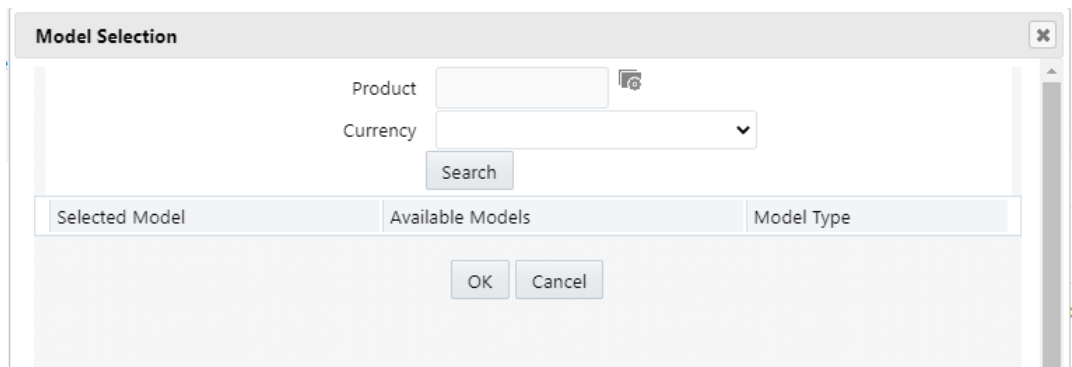 Model Selection
Product
Currency
Search
Selected Model Available Models Model Type
OK Cancel